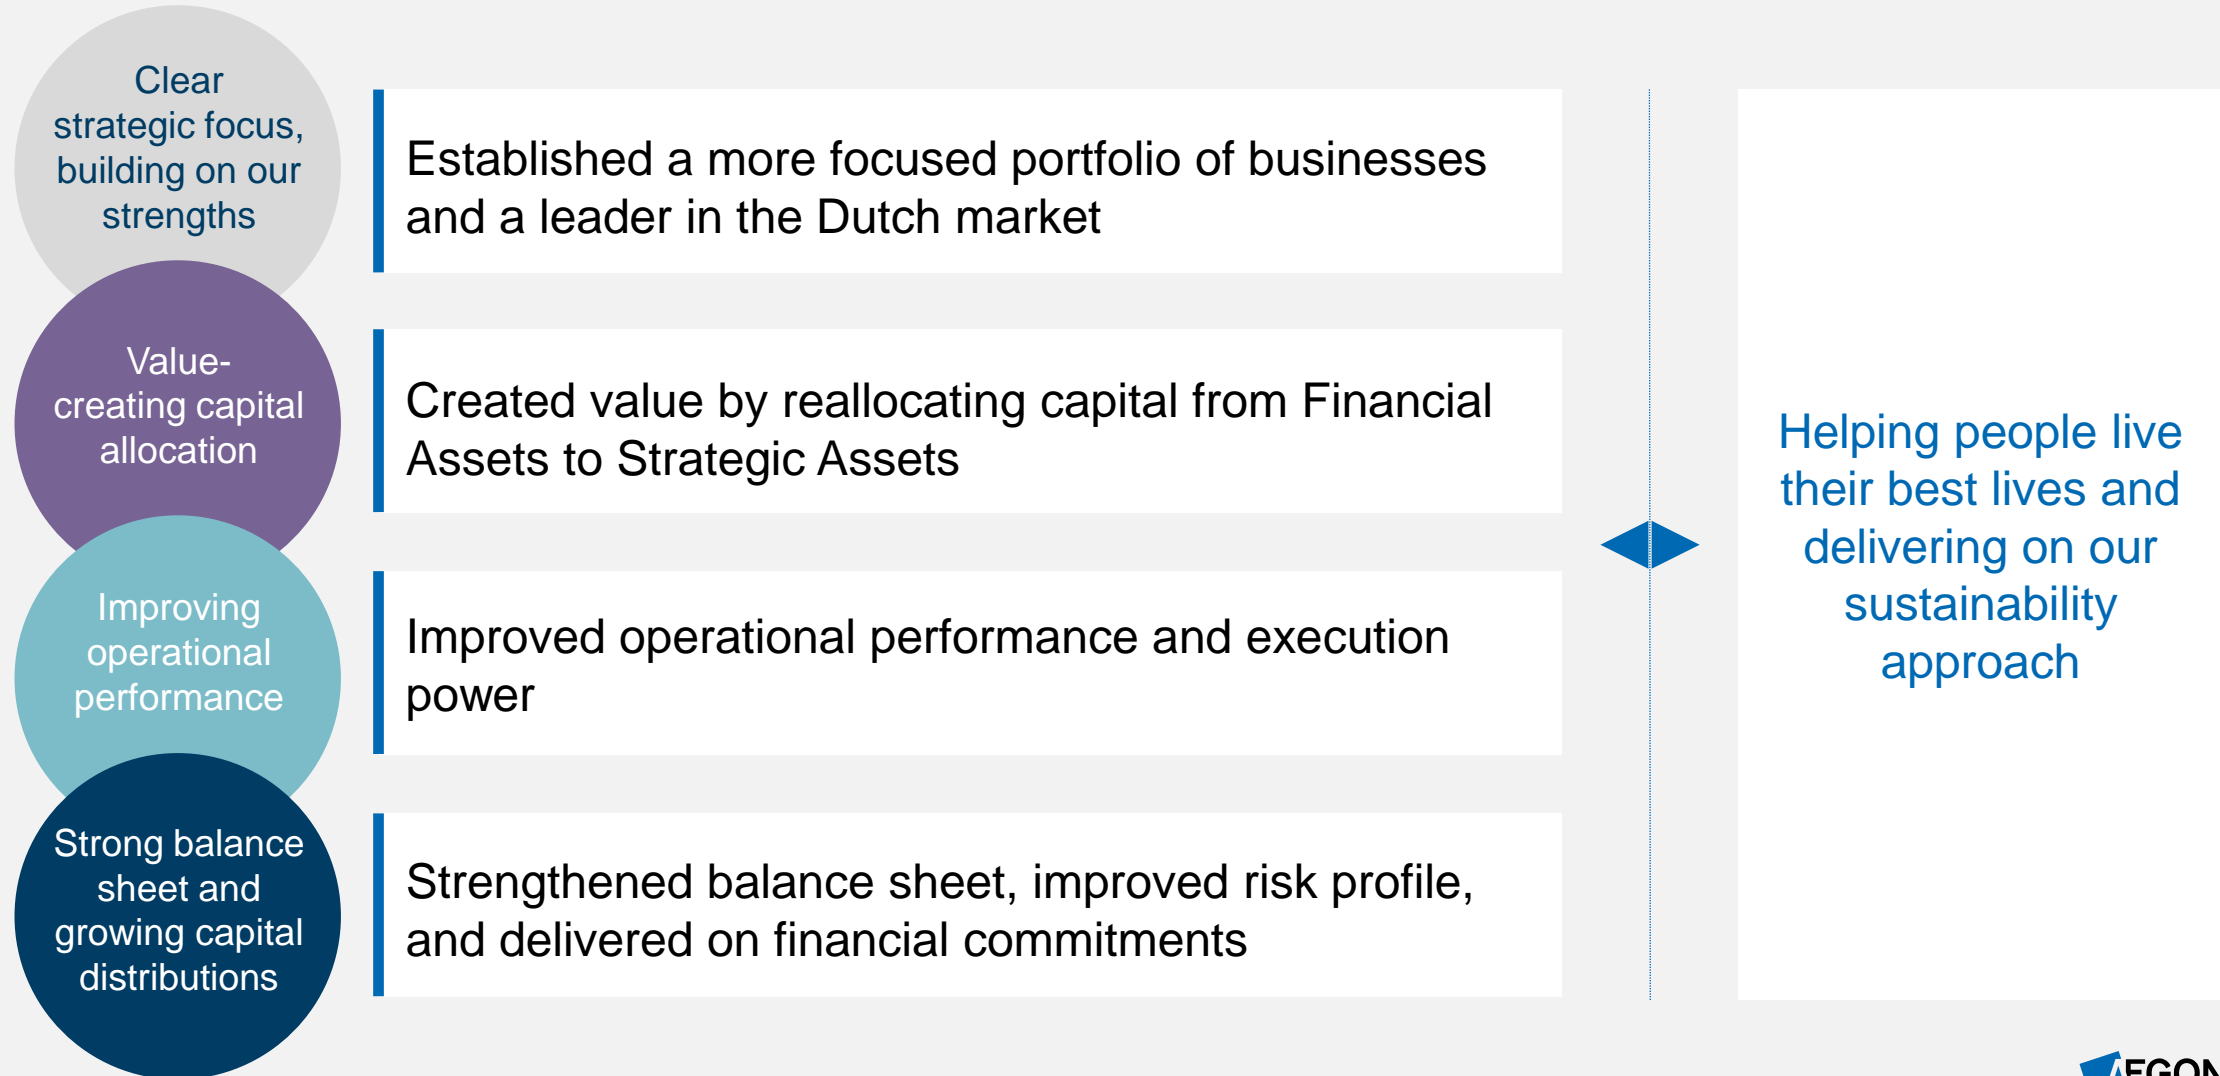 Clear
strategic focus,
building on our
strengths
Established a more focused portfolio of businesses
and a leader in the Dutch market
Value-
creating capital
allocation
Created value by reallocating capital from Financial
Assets to Strategic Assets
Improving
operational
performance
Improved operational performance and execution
power
Strong balance
sheet and
growing capital
distributions
Strengthened balance sheet, improved risk profile,
and delivered on financial commitments
Helping people live
their best lives and
delivering on our
sustainability
approach
AEGON